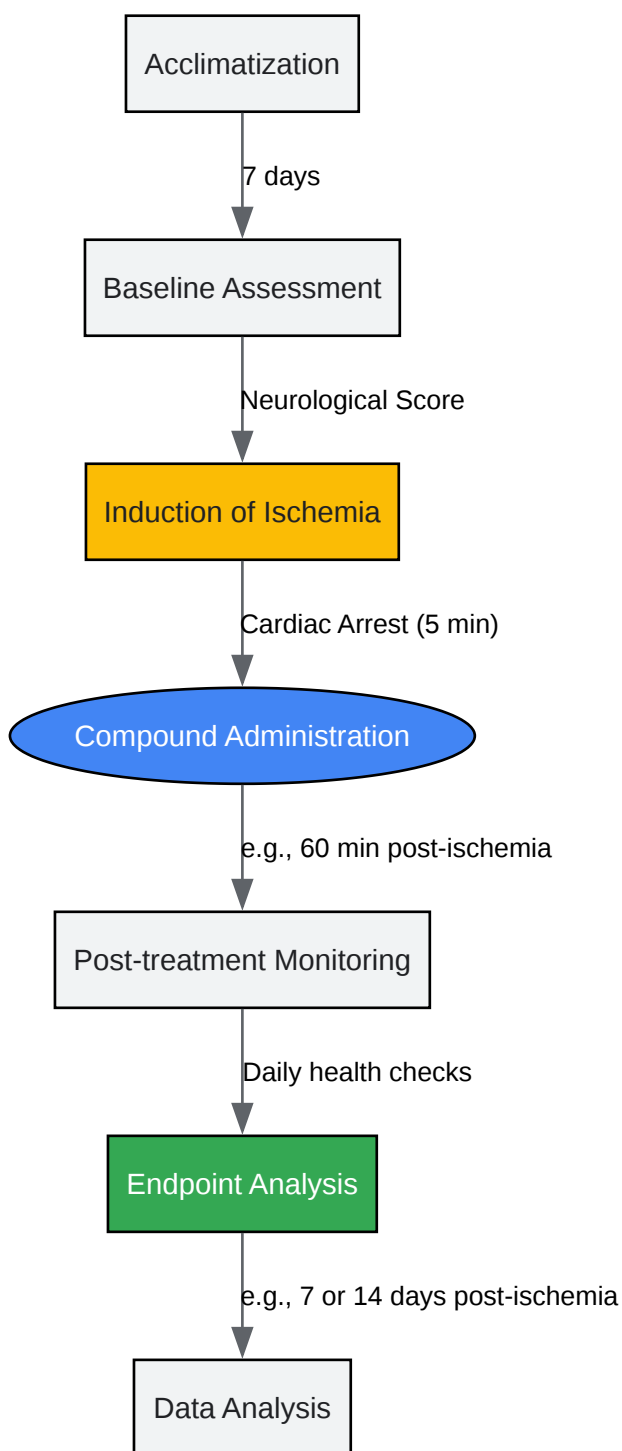 Acclimatization
7 days
Baseline Assessment
Neurological Score
Induction of Ischemia
Cardiac Arrest (5 min)
Compound Administration
e.g., 60 min post-ischemia
Post-treatment Monitoring
Daily health checks
Endpoint Analysis
e.g., 7 or 14 days post-ischemia
Data Analysis